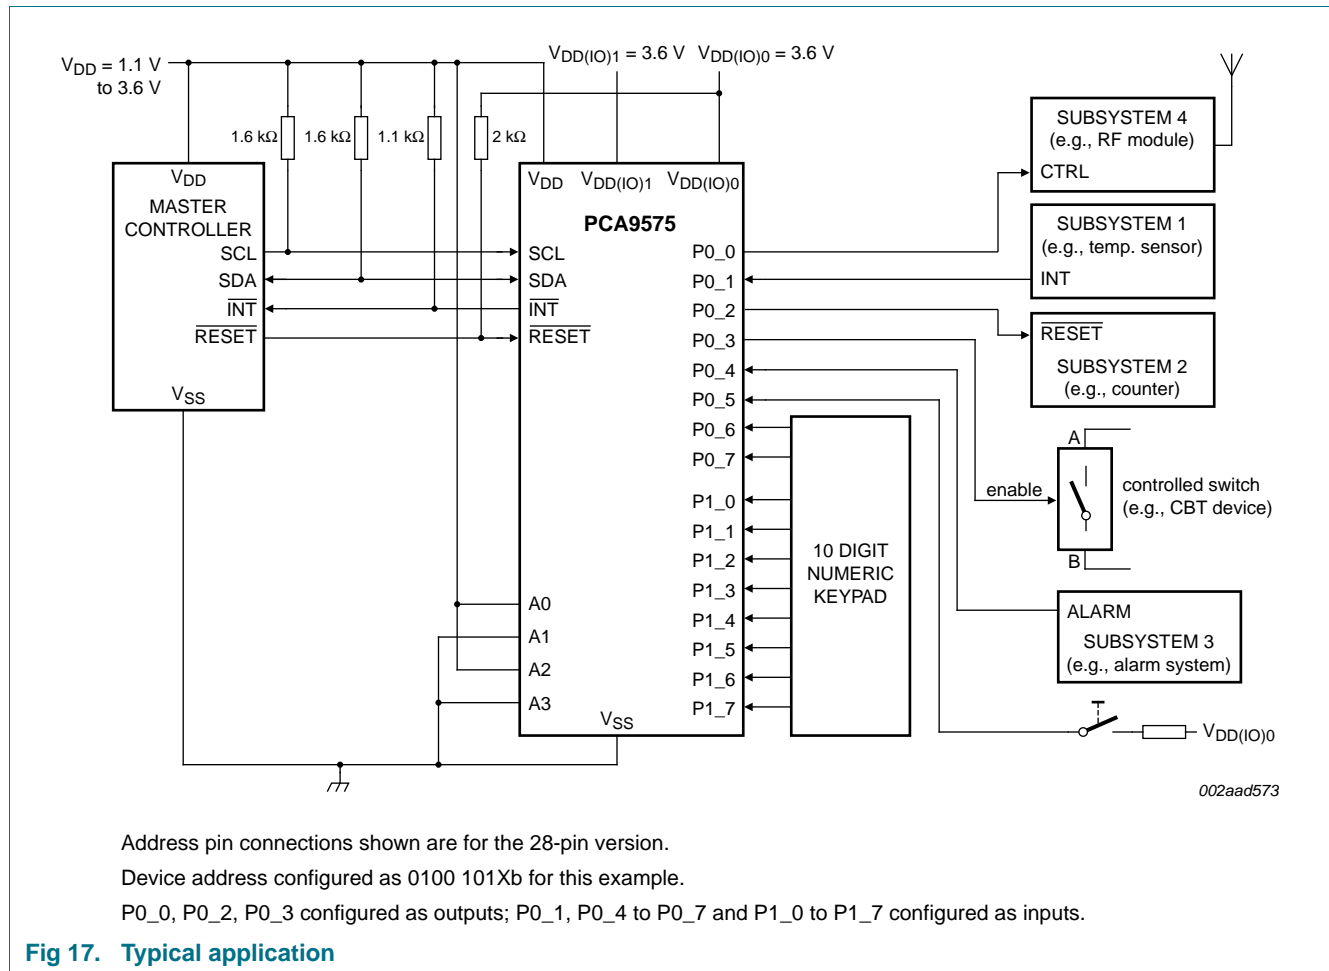 VDD = 1.1 V
to 3.6 V
VDD(IO)1 = 3.6 V
VDD(IO)0 = 3.6 V
1.6 kΩ
1.6 kΩ
1.1 kΩ
2 kΩ
VDD
MASTER
CONTROLLER
SCL
SDA
INT
RESET
VSS
VDD
VDD(IO)1
VDD(IO)0
PCA9575
SCL
SDA
INT
RESET
A0
A1
A2
A3
VSS
P0_0
P0_1
P0_2
P0_3
P0_4
P0_5
P0_6
P0_7
P1_0
P1_1
P1_2
P1_3
P1_4
P1_5
P1_6
P1_7
10 DIGIT
NUMERIC
KEYPAD
SUBSYSTEM 4
(e.g., RF module)
CTRL
SUBSYSTEM 1
(e.g., temp. sensor)
INT
RESET
SUBSYSTEM 2
(e.g., counter)
A
enable
controlled switch
(e.g., CBT device)
B
ALARM
SUBSYSTEM 3
(e.g., alarm system)
VDD(IO)0
002aad573
Address pin connections shown are for the 28-pin version.
Device address configured as 0100 101Xb for this example.
P0_0, P0_2, P0_3 configured as outputs; P0_1, P0_4 to P0_7 and P1_0 to P1_7 configured as inputs.
Fig 17. Typical application